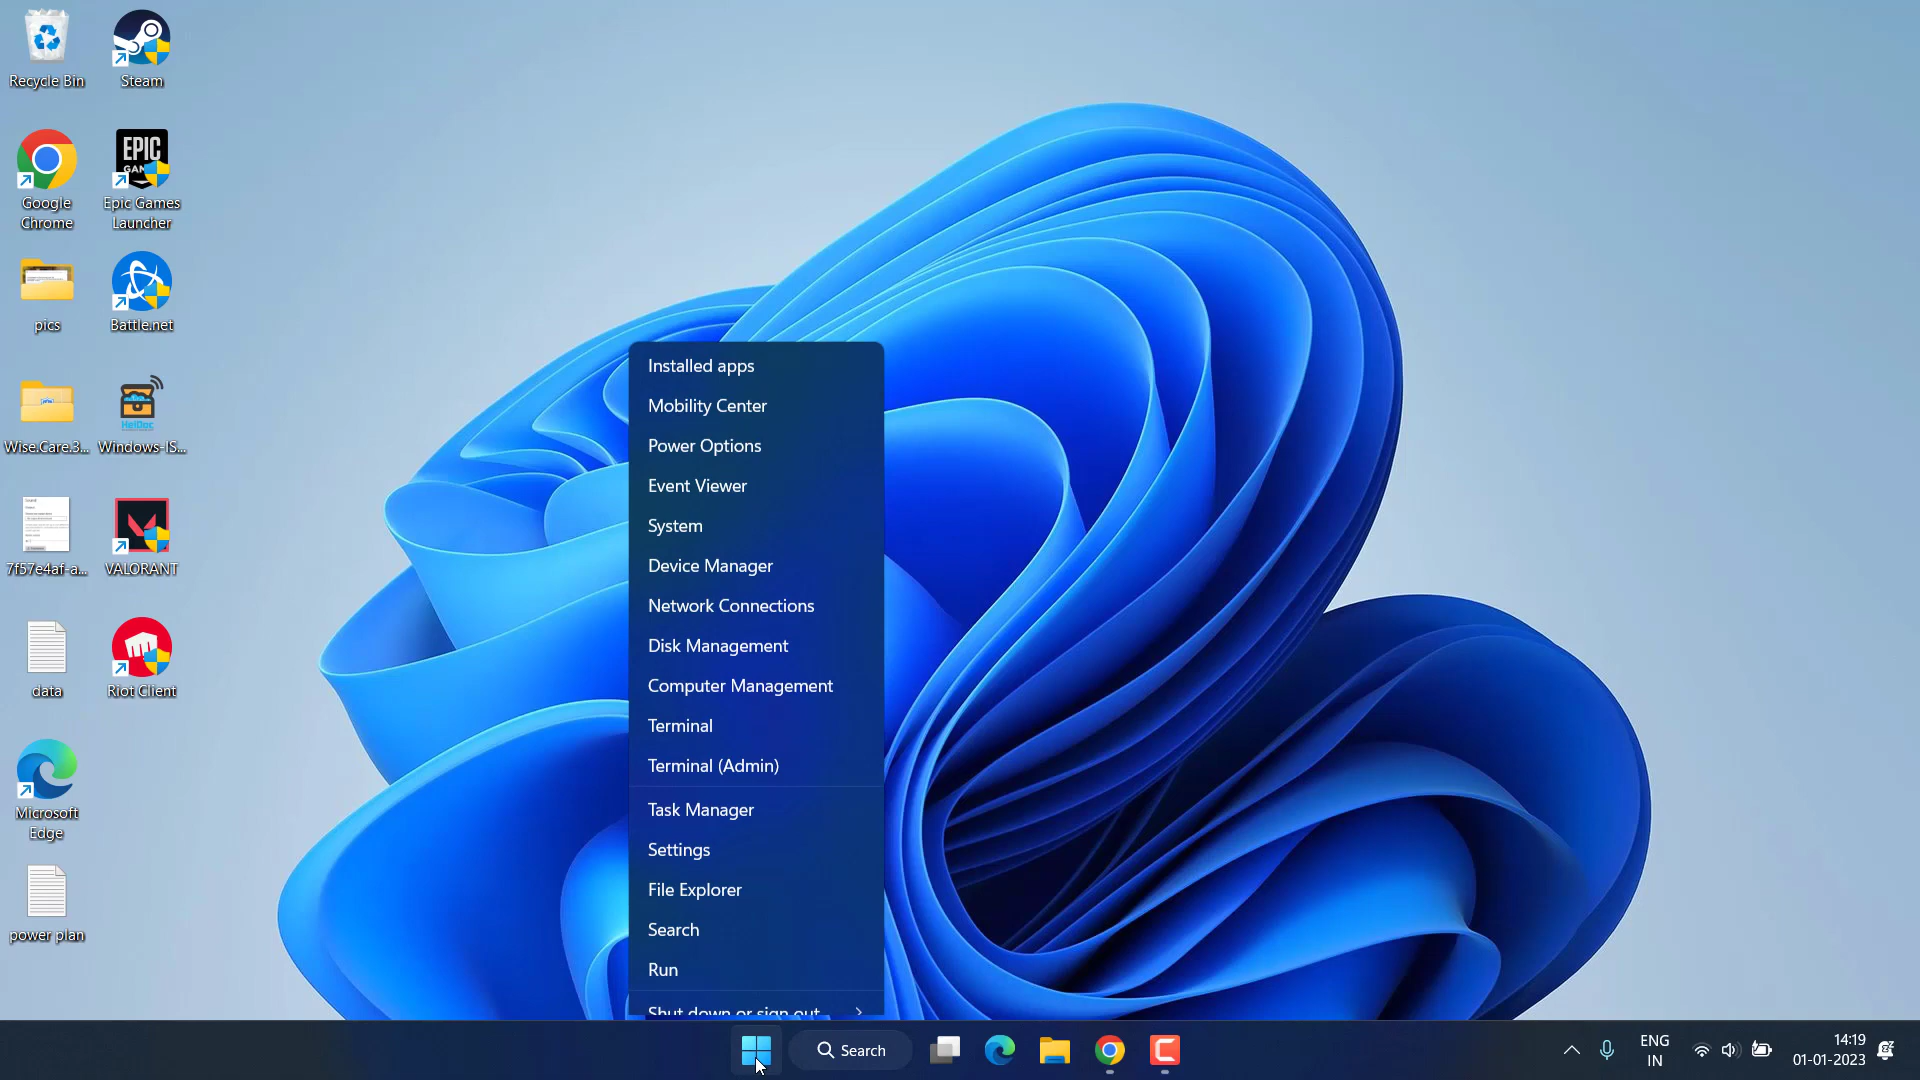 Recycle Bin
Steam
Google
Chrome
EPIC
GAMES
Epic Games
Launcher
pics
Battle.net
Wise.Care.3...
HeiDoc
Windows-IS...
7f57e4af-a...
VALORANT
data
Riot Client
Microsoft
Edge
power plan
Installed apps
Mobility Center
Power Options
Event Viewer
System
Device Manager
Network Connections
Disk Management
Computer Management
Terminal
Terminal (Admin)
Task Manager
Settings
File Explorer
Search
Run
Shut down or sign out
Search
ENG
IN
14:19
01-01-2023